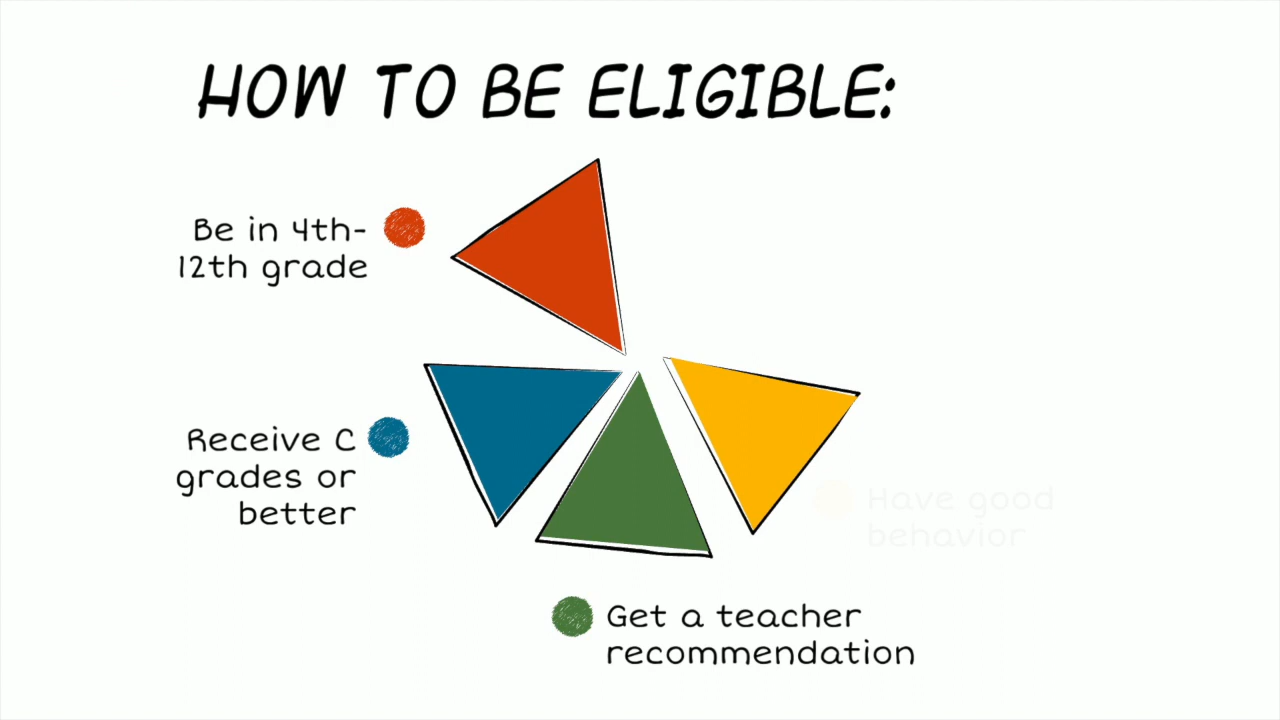 HOW TO BE ELIGIBLE:
Be in 4th-
12th grade
Receive C
grades or
better
Have good
behavior
Get a teacher
recommendation